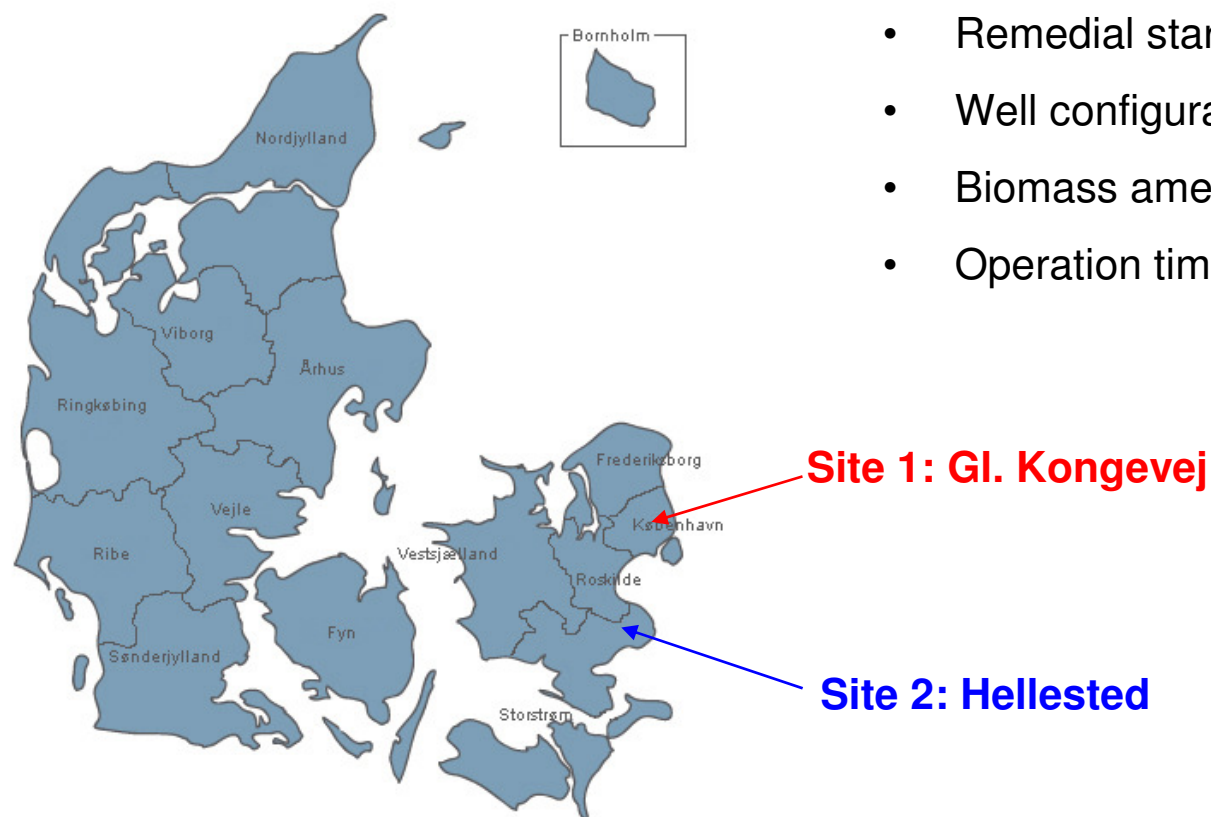 Bornholm
• Remedial star
• Well configura
• Biomass ame
• Operation tim
Nordjylland
Viborg
Århus
Ringkøbing
Frederiksborg
Site 1: Gl. Kongevej
Vejle
København
Ribe
Vestsjælland
Roskilde
Fyn
Sønderjylland
Site 2: Hellested
Storstrøm